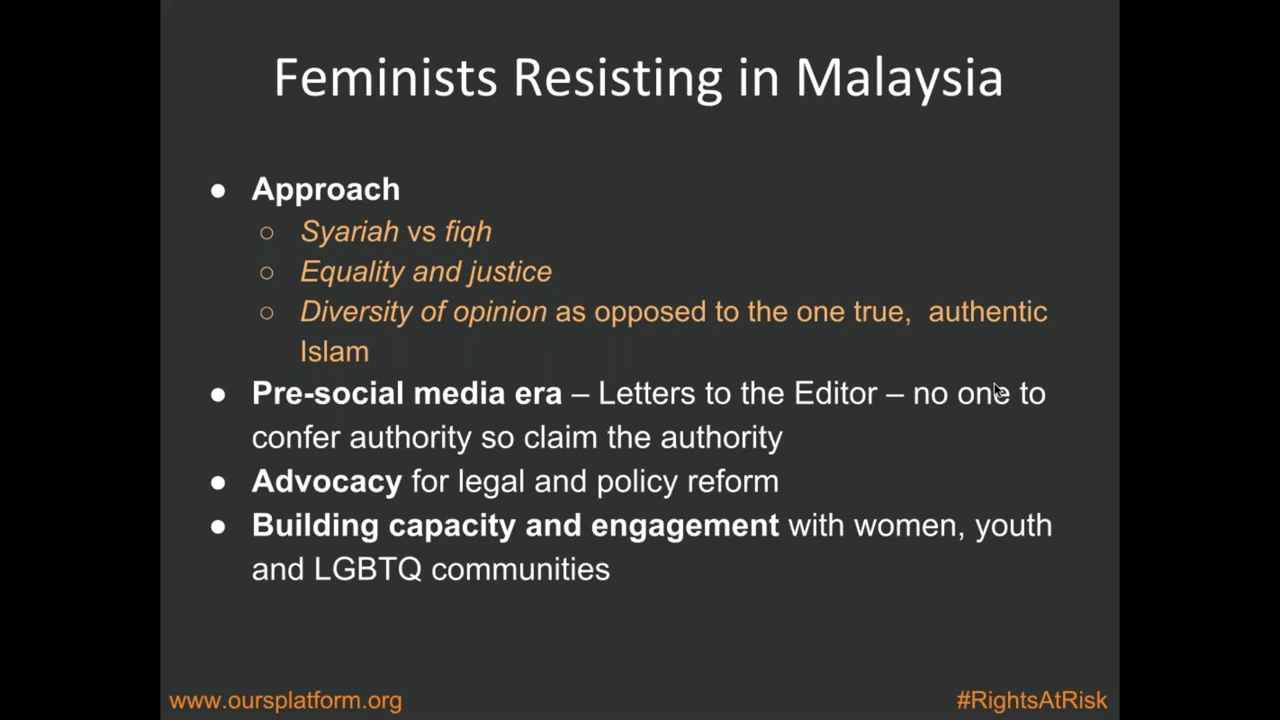 Feminists Resisting in Malaysia
● Approach
○ Syariah vs fiqh
○ Equality and justice
○ Diversity of opinion as opposed to the one true,  authentic
Islam
● Pre-social media era – Letters to the Editor – no one to
confer authority so claim the authority
● Advocacy for legal and policy reform
● Building capacity and engagement with women, youth
and LGBTQ communities
www.oursplatform.org
#RightsAtRisk